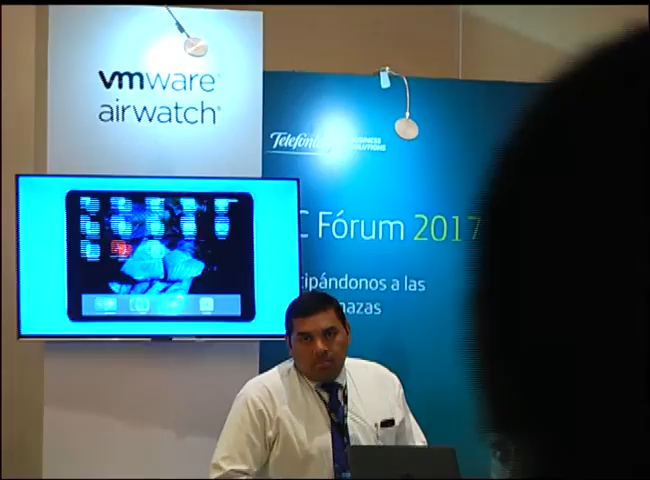 vmware
airwatch
Telefónica BUSINESS
SOLUTIONS
C Fórum 2017
cipándonos a las
nazas